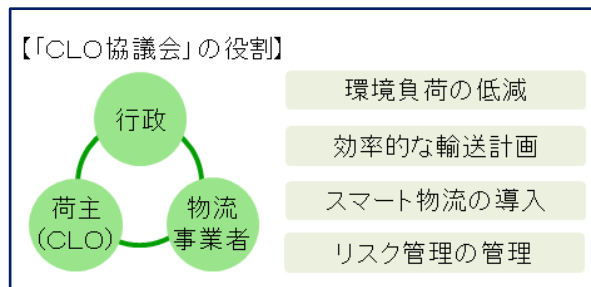 【「CLO協議会」の役割】
行政
荷主
(CLO)
物流
事業者
環境負荷の低減
効率的な輸送計画
スマート物流の導入
リスク管理の管理